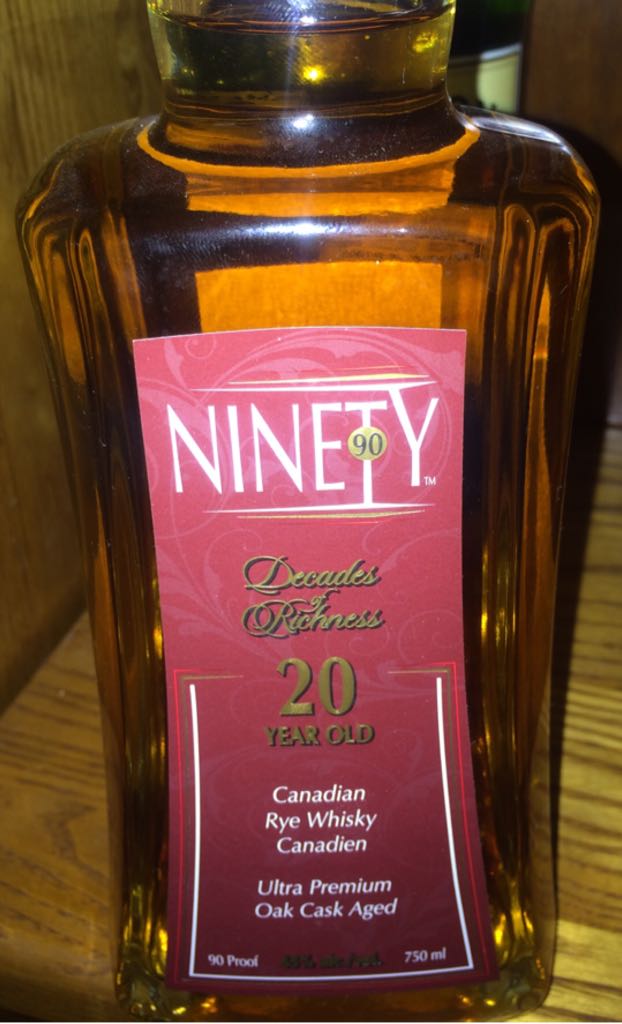 NINETY
90
TM
Decades
of
Richness
20
YEAR OLD
Canadian
Rye Whisky
Canadien
Ultra Premium
Oak Cask Aged
90 Proof 750 ml